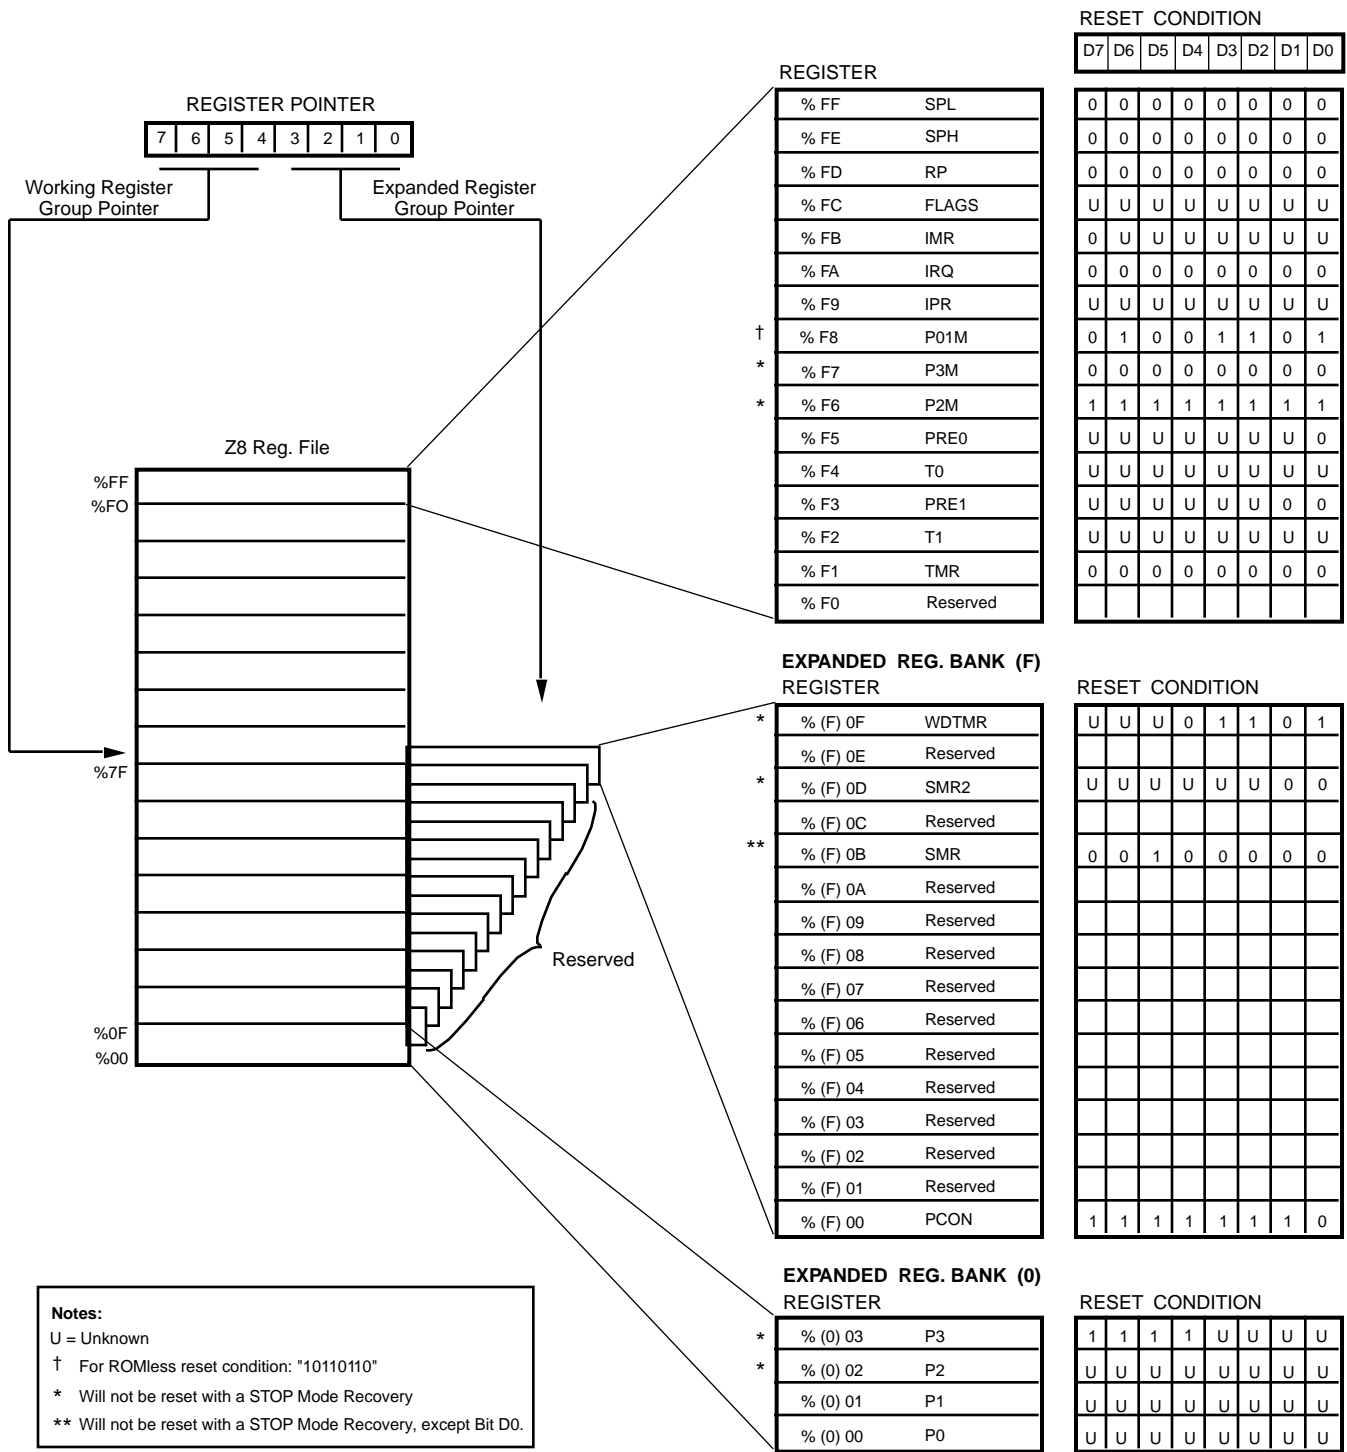 RESET CONDITION
D7 D6 D5 D4 D3 D2 D1 D0
REGISTER
REGISTER POINTER
7 6 5 4 3 2 1 0
Working Register
Group Pointer
Expanded Register
Group Pointer
% FF SPL 0 0 0 0 0 0 0 0
% FE SPH 0 0 0 0 0 0 0 0
% FD RP 0 0 0 0 0 0 0 0
% FC FLAGS U U U U U U U U
% FB IMR 0 U U U U U U U
% FA IRQ 0 0 0 0 0 0 0 0
% F9 IPR U U U U U U U U
† % F8 P01M 0 1 0 0 1 1 0 1
* % F7 P3M 0 0 0 0 0 0 0 0
* % F6 P2M 1 1 1 1 1 1 1 1
% F5 PRE0 U U U U U U U 0
% F4 T0 U U U U U U U U
% F3 PRE1 U U U U U U 0 0
% F2 T1 U U U U U U U U
% F1 TMR 0 0 0 0 0 0 0 0
% F0 Reserved
Z8 Reg. File
%FF
%FO
%7F
%0F
%00
Reserved
EXPANDED REG. BANK (F)
REGISTER RESET CONDITION
* % (F) 0F WDTMR U U U 0 1 1 0 1
% (F) 0E Reserved
* % (F) 0D SMR2 U U U U U U 0 0
% (F) 0C Reserved
** % (F) 0B SMR 0 0 1 0 0 0 0 0
% (F) 0A Reserved
% (F) 09 Reserved
% (F) 08 Reserved
% (F) 07 Reserved
% (F) 06 Reserved
% (F) 05 Reserved
% (F) 04 Reserved
% (F) 03 Reserved
% (F) 02 Reserved
% (F) 01 Reserved
% (F) 00 PCON 1 1 1 1 1 1 1 0
EXPANDED REG. BANK (0)
REGISTER RESET CONDITION
* % (0) 03 P3 1 1 1 1 U U U U
* % (0) 02 P2 U U U U U U U U
% (0) 01 P1 U U U U U U U U
% (0) 00 P0 U U U U U U U U
Notes:
U = Unknown
† For ROMless reset condition: "10110110"
* Will not be reset with a STOP Mode Recovery
** Will not be reset with a STOP Mode Recovery, except Bit D0.